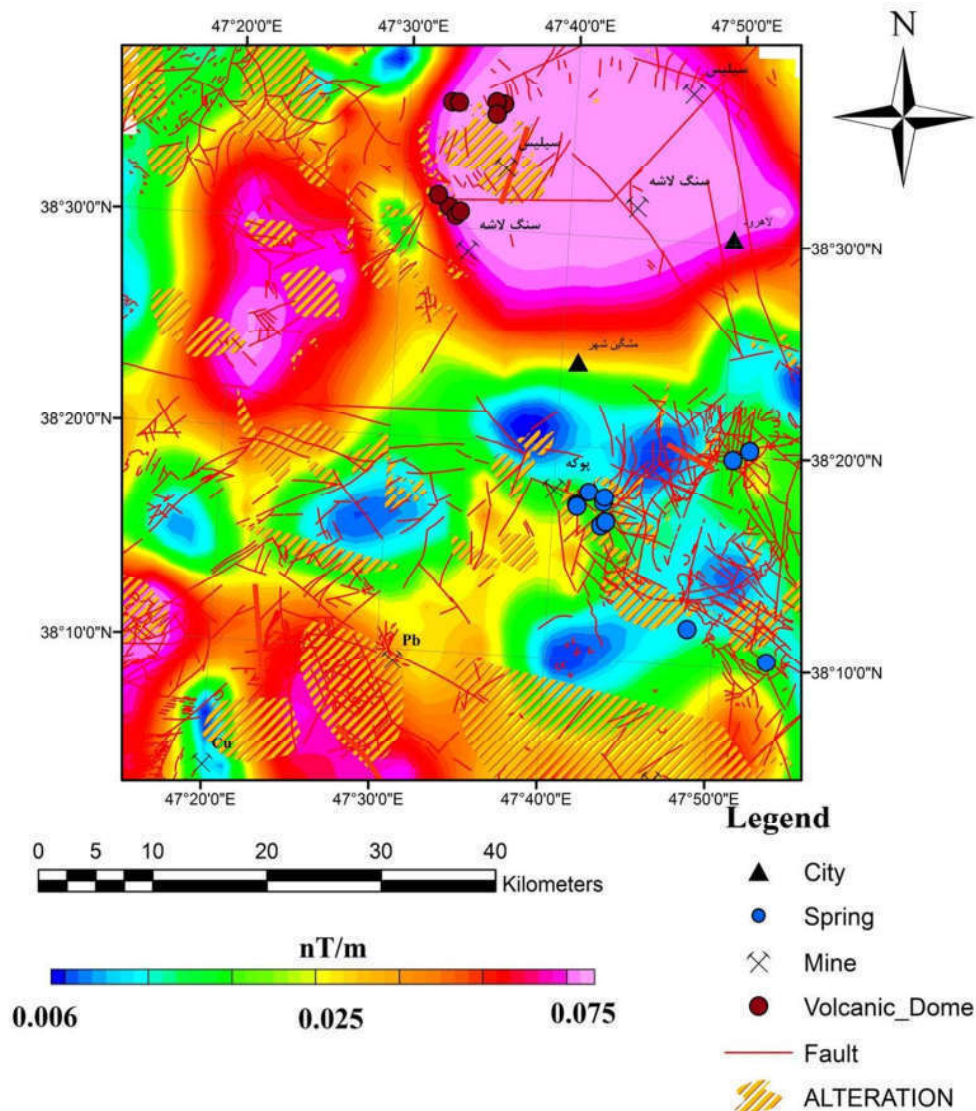 47°20'0"E
47°30'0"E
47°40'0"E
47°50'0"E
N
سیلیس
سیلیس
سنگ لاشه
38°30'0"N
سنگ لاشه
لاهرود
38°30'0"N
مشگین شهر
38°20'0"N
38°20'0"N
پوکه
38°10'0"N
Pb
38°10'0"N
Cu
47°20'0"E
47°30'0"E
47°40'0"E
47°50'0"E
Legend
0 5 10 20 30 40
Kilometers
City
Spring
nT/m
Mine
0.006 0.025 0.075
Volcanic_Dome
Fault
ALTERATION